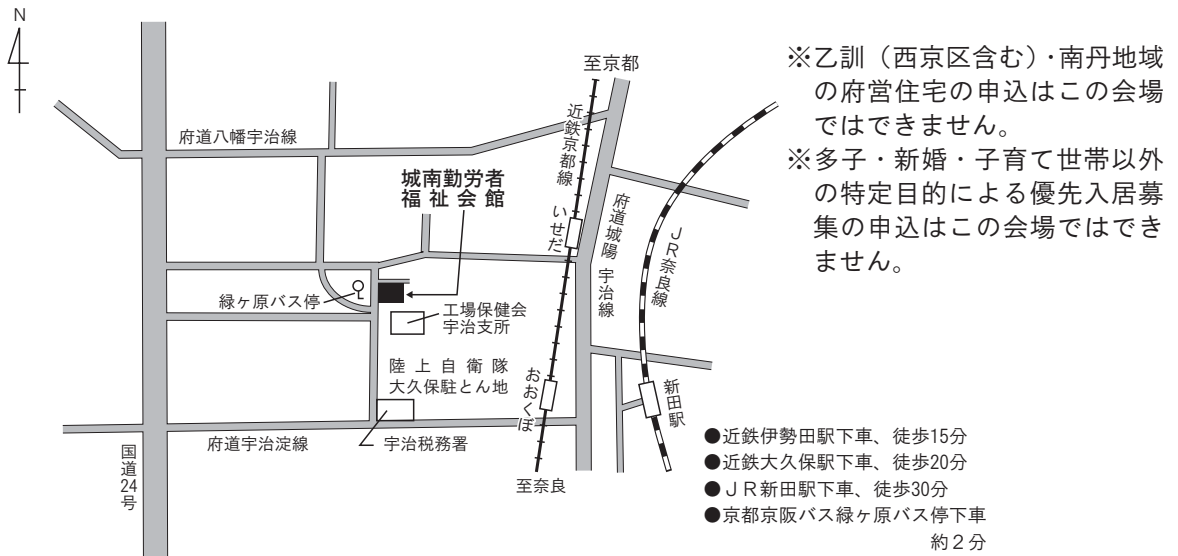 N
至京都
近鉄京都線
府道八幡宇治線
城南勤労者
福祉会館
いせだ
府道城陽
宇治線
JR奈良線
緑ヶ原バス停
工場保健会
宇治支所
陸上自衛隊
大久保駐とん地
おおくぼ
新田駅
府道宇治淀線
宇治税務署
国道24号
至奈良
※乙訓（西京区含む）・南丹地域
の府営住宅の申込はこの会場
ではできません。
※多子・新婚・子育て世帯以外
の特定目的による優先入居募
集の申込はこの会場ではでき
ません。
●近鉄伊勢田駅下車、徒歩15分
●近鉄大久保駅下車、徒歩20分
●ＪＲ新田駅下車、徒歩30分
●京都京阪バス緑ヶ原バス停下車
約２分